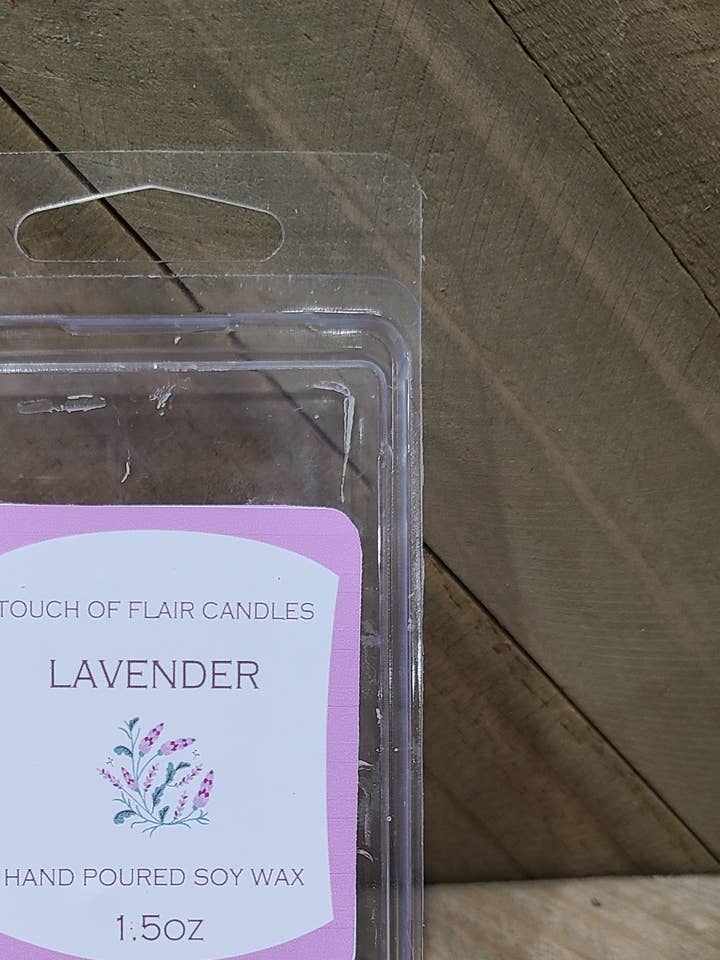 TOUCH OF FLAIR CANDLES
LAVENDER
HAND POURED SOY WAX
1.5oz